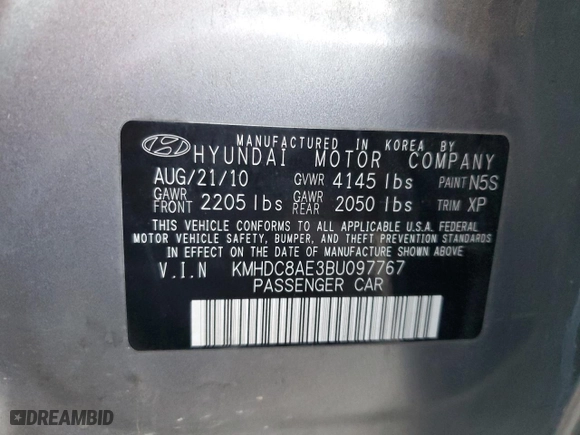 MANUFACTURED IN KOREA BY
HYUNDAI MOTOR COMPANY
AUG/21/10 GVWR 4145 lbs PAINT N5S
GAWR FRONT 2205 lbs GAWR REAR 2050 lbs TRIM XP
THIS VEHICLE CONFORMS TO ALL APPLICABLE U.S.A. FEDERAL
MOTOR VEHICLE SAFETY, BUMPER, AND THEFT PREVENTION STANDARDS
IN EFFECT ON THE DATE OF MANUFACTURE SHOWN ABOVE
V.I.N KMHDC8AE3BU097767
PASSENGER CAR
DREAMBID